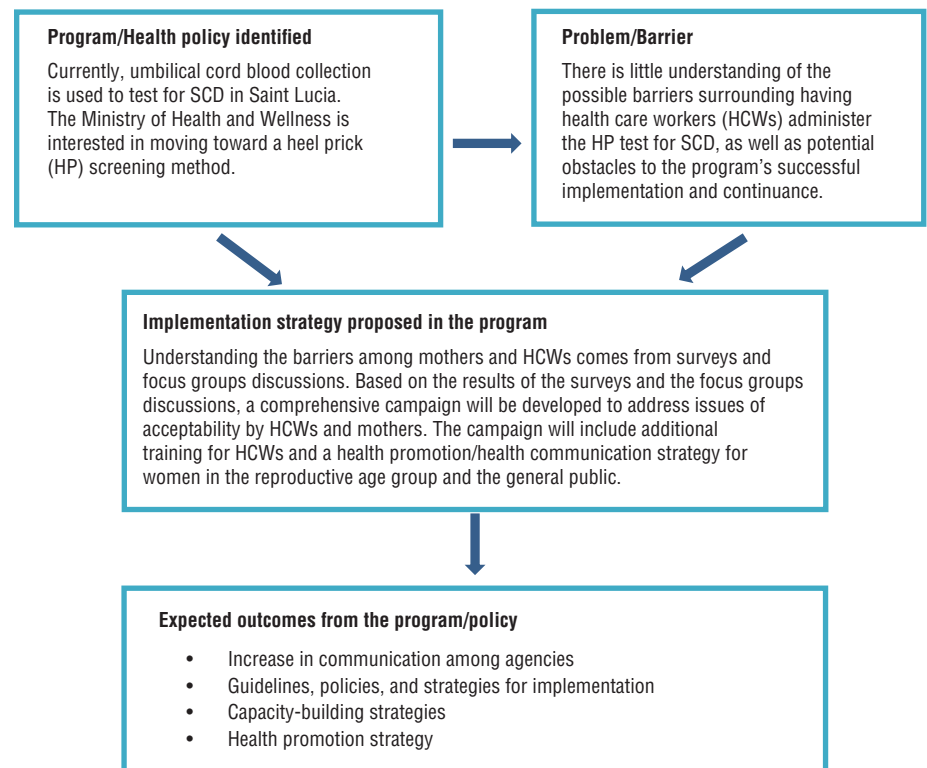 Program/Health policy identified
Currently, umbilical cord blood collection
is used to test for SCD in Saint Lucia.
The Ministry of Health and Wellness is
interested in moving toward a heel prick
(HP) screening method.
Problem/Barrier
There is little understanding of the
possible barriers surrounding having
health care workers (HCWs) administer
the HP test for SCD, as well as potential
obstacles to the program’s successful
implementation and continuance.
Implementation strategy proposed in the program
Understanding the barriers among mothers and HCWs comes from surveys and
focus groups discussions. Based on the results of the surveys and the focus groups
discussions, a comprehensive campaign will be developed to address issues of
acceptability by HCWs and mothers. The campaign will include additional
training for HCWs and a health promotion/health communication strategy for
women in the reproductive age group and the general public.
Expected outcomes from the program/policy
• Increase in communication among agencies
• Guidelines, policies, and strategies for implementation
• Capacity-building strategies
• Health promotion strategy